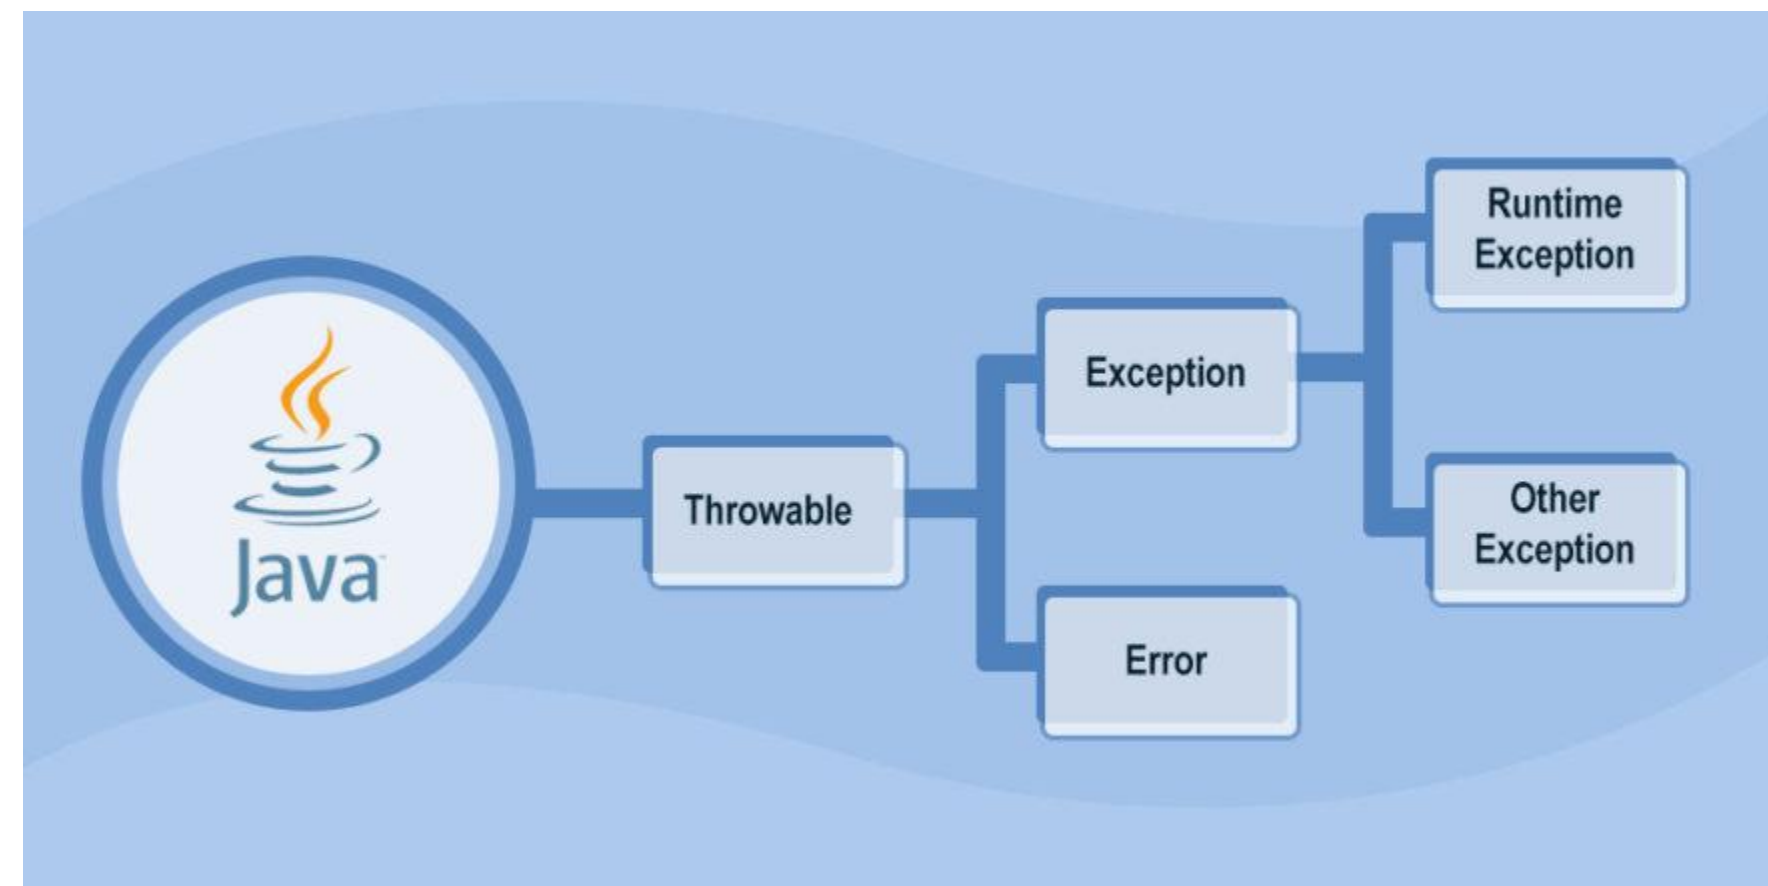 Java
Throwable
Exception
Error
Runtime
Exception
Other
Exception